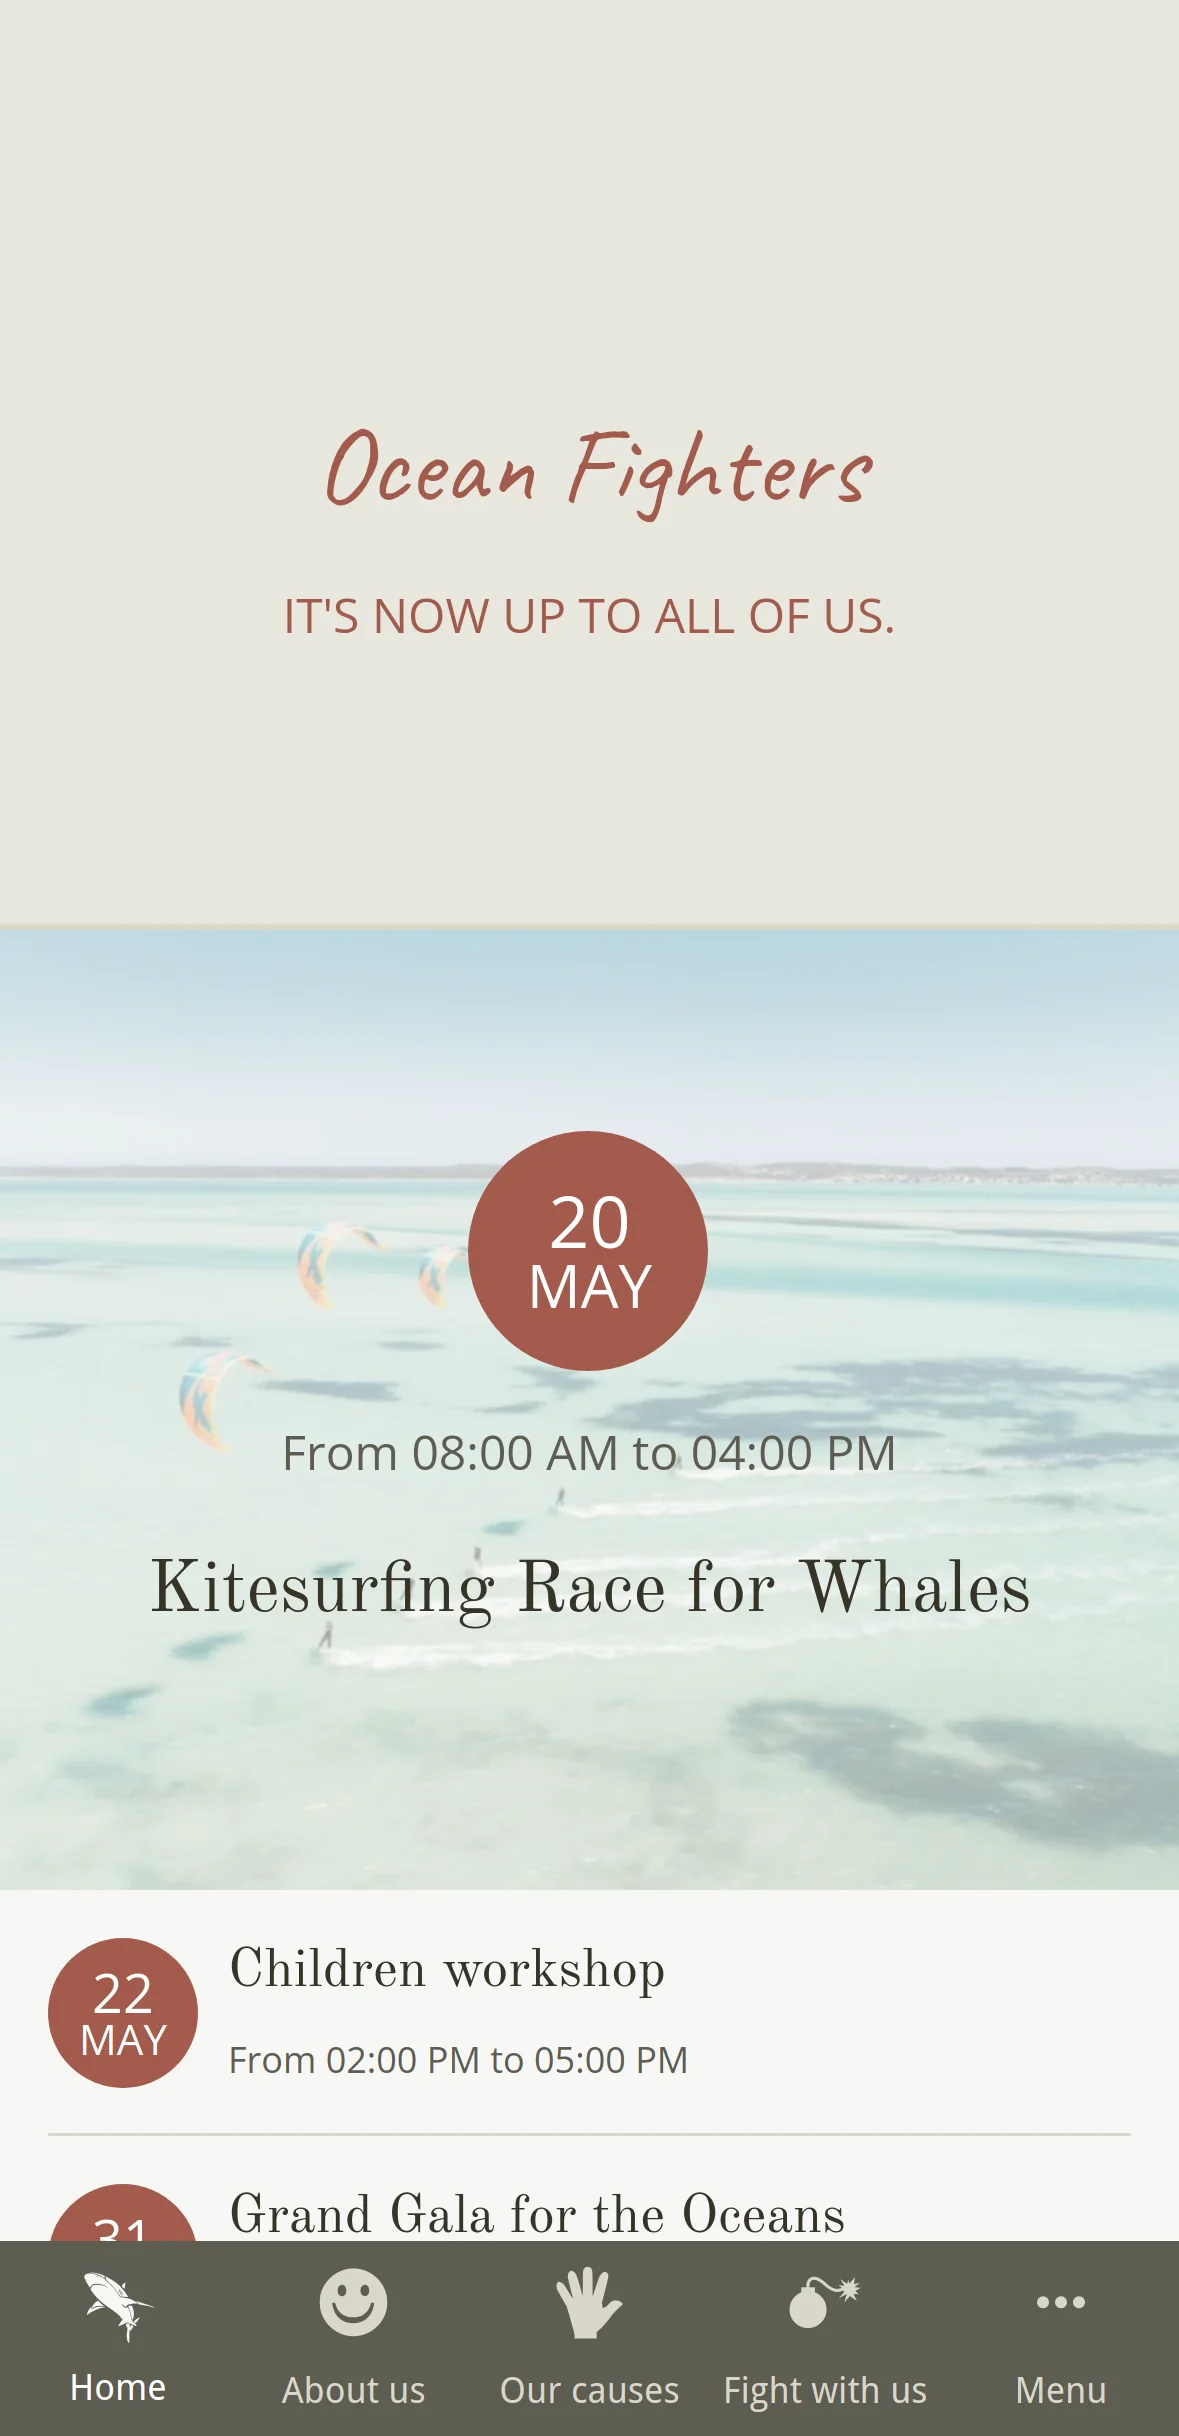 Ocean Fighters
IT'S NOW UP TO ALL OF US.
20
MAY
From 08:00 AM to 04:00 PM
Kitesurfing Race for Whales
22
MAY
Children workshop
From 02:00 PM to 05:00 PM
31
Grand Gala for the Oceans
Home
About us
Our causes
Fight with us
Menu